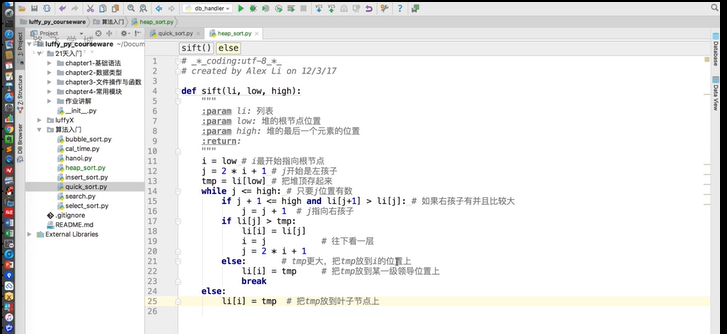 db_handler
luffy_py_courseware
算法入门
heap_sort.py
Project
quick_sort.py
heap_sort.py
luffy_py_courseware ~/Docum
21天入门
chapter1-基础语法
chapter2-数据类型
chapter3-文件操作与函数
chapter4-常用模块
作业讲解
__init__.py
luffyX
算法入门
bubble_sort.py
cal_time.py
hanoi.py
heap_sort.py
insert_sort.py
quick_sort.py
search.py
select_sort.py
.gitignore
README.md
External Libraries
1: Project
7: Structure
DB Browser
Database
Data View
sift() else
1 # _*_coding:utf-8_*_
2 # created by Alex Li on 12/3/17
3
4 def sift(li, low, high):
5 """
6 :param li: 列表
7 :param low: 堆的根节点位置
8 :param high: 堆的最后一个元素的位置
9 :return:
10 """
11 i = low # i最开始指向根节点
12 j = 2 * i + 1 # j开始是左孩子
13 tmp = li[low] # 把堆顶存起来
14 while j <= high: # 只要j位置有数
15 if j + 1 <= high and li[j+1] > li[j]: # 如果右孩子有并且比较大
16 j = j + 1 # j指向右孩子
17 if li[j] > tmp:
18 li[i] = li[j]
19 i = j # 往下看一层
20 j = 2 * i + 1
21 else: # tmp更大，把tmp放到i的位置上
22 li[i] = tmp # 把tmp放到某一级领导位置上
23 break
24 else:
25 li[i] = tmp # 把tmp放到叶子节点上
26